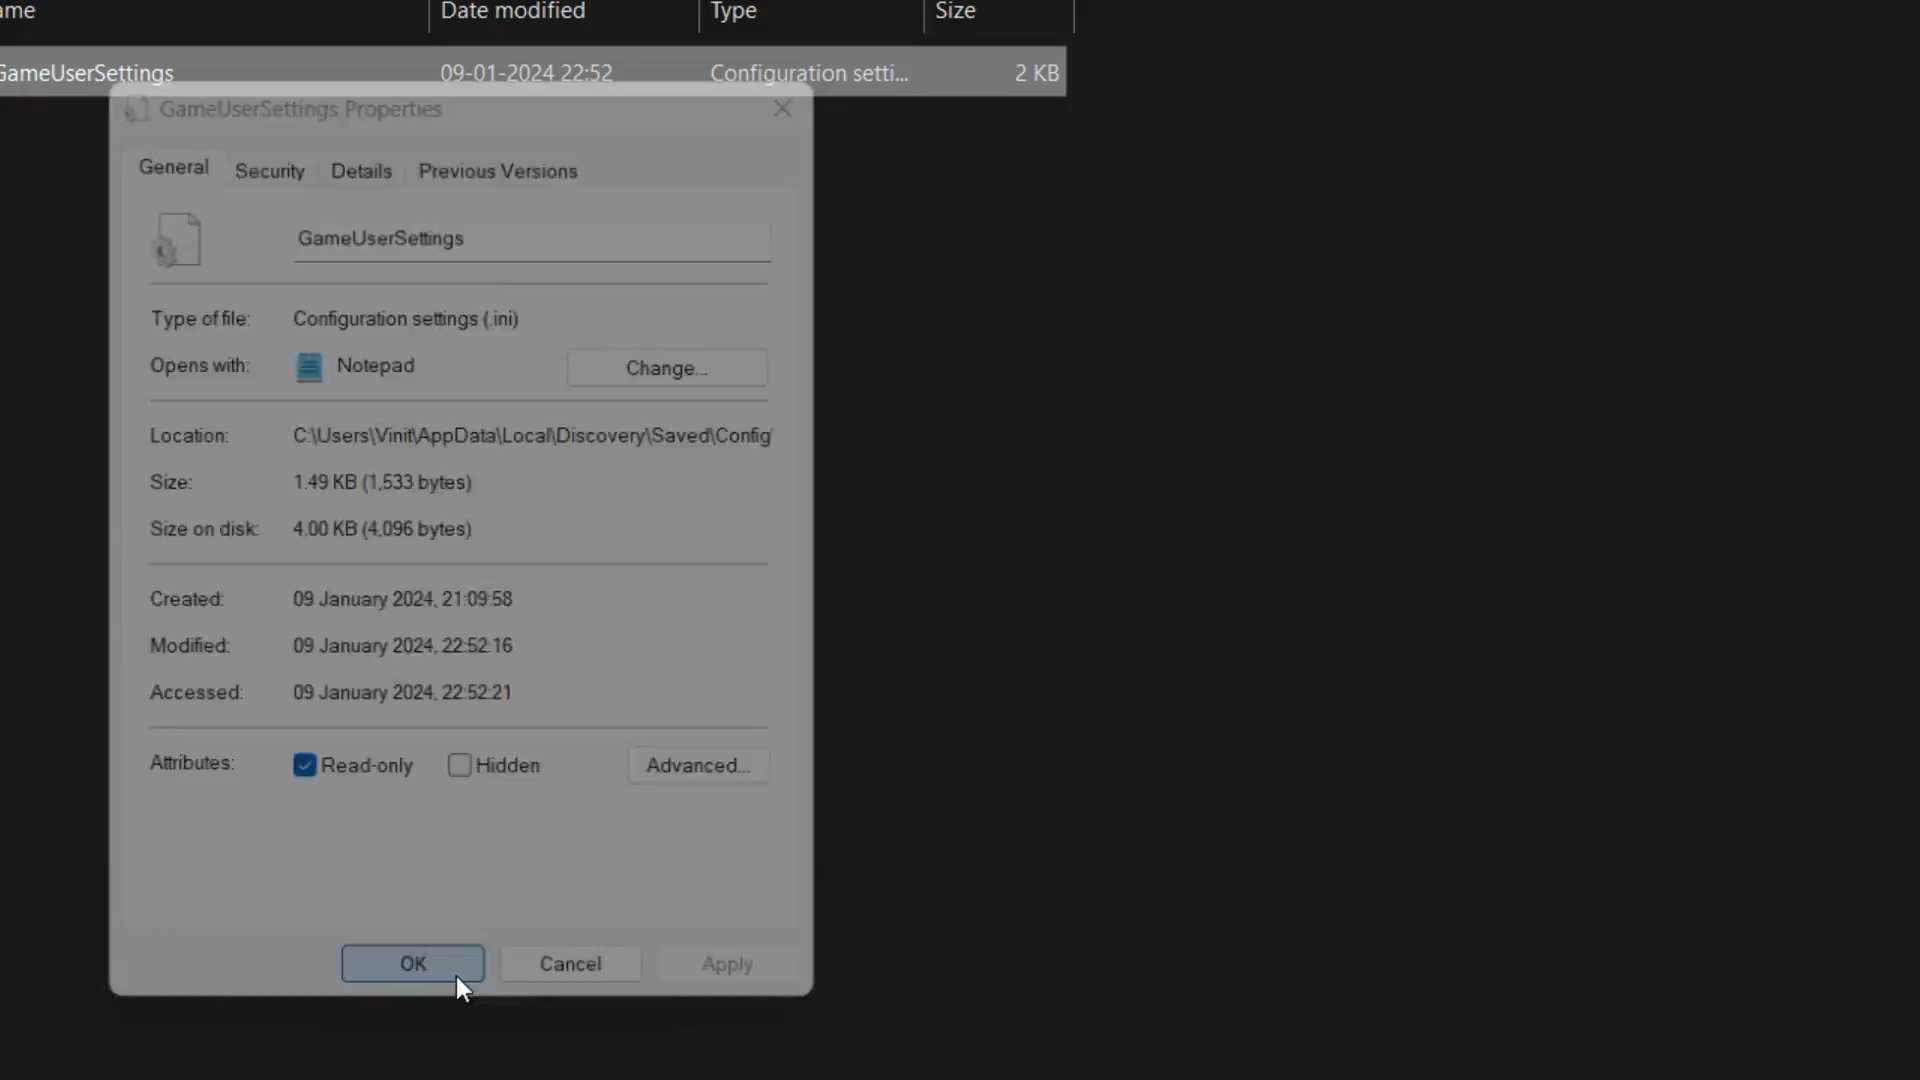 ame Date modified Type Size
GameUserSettings 09-01-2024 22:52 Configuration setti... 2 KB
GameUserSettings Properties
General Security Details Previous Versions
GameUserSettings
Type of file: Configuration settings (.ini)
Opens with: Notepad Change...
Location: C:\Users\Vinit\AppData\Local\Discovery\Saved\Config
Size: 1.49 KB (1,533 bytes)
Size on disk: 4.00 KB (4,096 bytes)
Created: 09 January 2024, 21:09:58
Modified: 09 January 2024, 22:52:16
Accessed: 09 January 2024, 22:52:21
Attributes: Read-only Hidden Advanced...
OK Cancel Apply